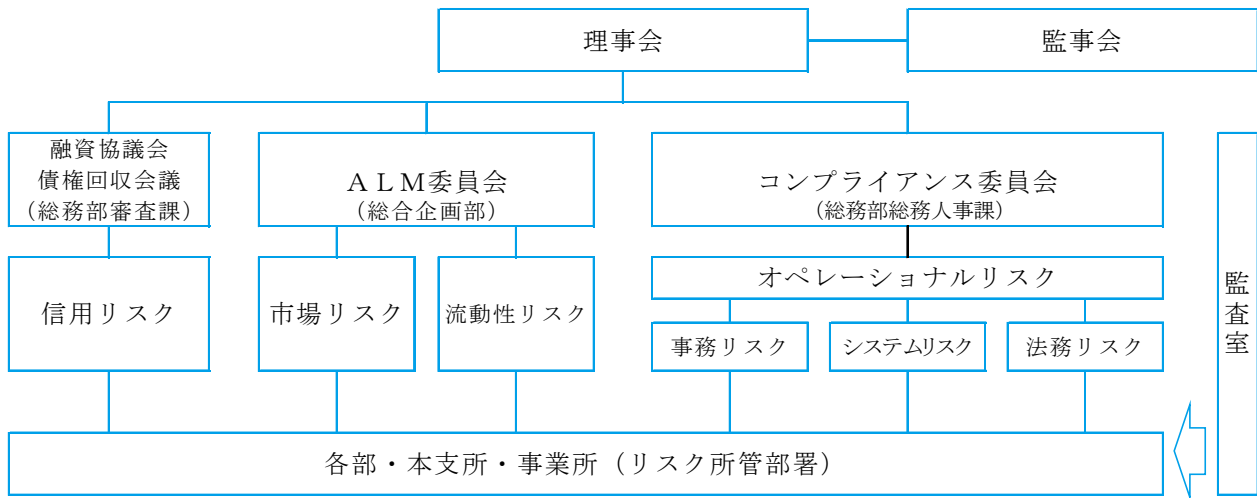 理事会
監事会
融資協議会
債権回収会議
（総務部審査課）
ＡＬＭ委員会
（総合企画部）
コンプライアンス委員会
（総務部総務人事課）
信用リスク
市場リスク
流動性リスク
オペレーショナルリスク
事務リスク
システムリスク
法務リスク
監査室
各部・本支所・事業所（リスク所管部署）